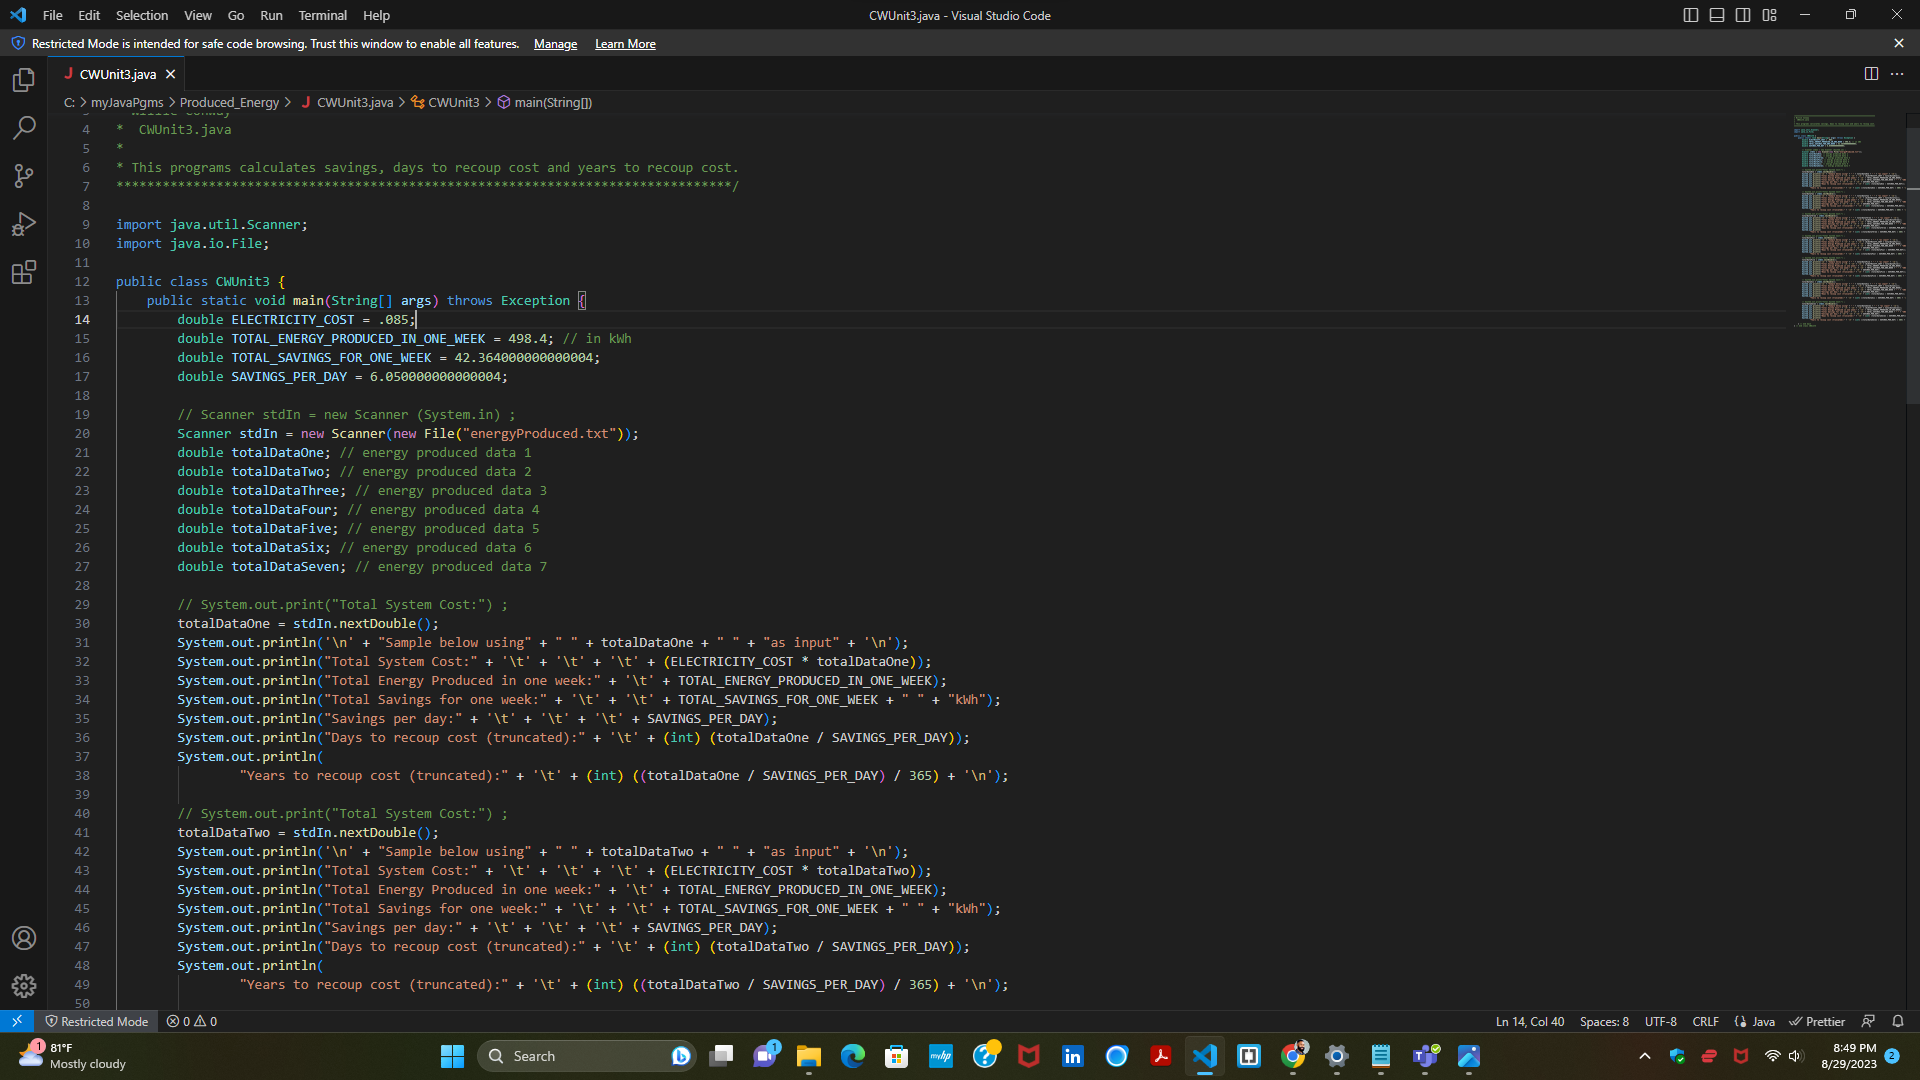 File Edit Selection View Go Run Terminal Help
CWUnit3.java - Visual Studio Code
Restricted Mode is intended for safe code browsing. Trust this window to enable all features. Manage Learn More
J CWUnit3.java
C: > myJavaPgms > Produced_Energy > J CWUnit3.java > CWUnit3 > main(String[])
3 * Willie Conway
4 * CWUnit3.java
5 *
6 * This programs calculates savings, days to recoup cost and years to recoup cost.
7 ********************************************************************************/
8
9 import java.util.Scanner;
10 import java.io.File;
11
12 public class CWUnit3 {
13 public static void main(String[] args) throws Exception {
14 double ELECTRICITY_COST = .085;
15 double TOTAL_ENERGY_PRODUCED_IN_ONE_WEEK = 498.4; // in kWh
16 double TOTAL_SAVINGS_FOR_ONE_WEEK = 42.364000000000004;
17 double SAVINGS_PER_DAY = 6.050000000000004;
18
19 // Scanner stdIn = new Scanner (System.in) ;
20 Scanner stdIn = new Scanner(new File("energyProduced.txt"));
21 double totalDataOne; // energy produced data 1
22 double totalDataTwo; // energy produced data 2
23 double totalDataThree; // energy produced data 3
24 double totalDataFour; // energy produced data 4
25 double totalDataFive; // energy produced data 5
26 double totalDataSix; // energy produced data 6
27 double totalDataSeven; // energy produced data 7
28
29 // System.out.print("Total System Cost:") ;
30 totalDataOne = stdIn.nextDouble();
31 System.out.println('\n' + "Sample below using" + " " + totalDataOne + " " + "as input" + '\n');
32 System.out.println("Total System Cost:" + '\t' + '\t' + '\t' + (ELECTRICITY_COST * totalDataOne));
33 System.out.println("Total Energy Produced in one week:" + '\t' + TOTAL_ENERGY_PRODUCED_IN_ONE_WEEK);
34 System.out.println("Total Savings for one week:" + '\t' + '\t' + TOTAL_SAVINGS_FOR_ONE_WEEK + " " + "kWh");
35 System.out.println("Savings per day:" + '\t' + '\t' + '\t' + SAVINGS_PER_DAY);
36 System.out.println("Days to recoup cost (truncated):" + '\t' + (int) (totalDataOne / SAVINGS_PER_DAY));
37 System.out.println(
38 "Years to recoup cost (truncated):" + '\t' + (int) ((totalDataOne / SAVINGS_PER_DAY) / 365) + '\n');
39
40 // System.out.print("Total System Cost:") ;
41 totalDataTwo = stdIn.nextDouble();
42 System.out.println('\n' + "Sample below using" + " " + totalDataTwo + " " + "as input" + '\n');
43 System.out.println("Total System Cost:" + '\t' + '\t' + '\t' + (ELECTRICITY_COST * totalDataTwo));
44 System.out.println("Total Energy Produced in one week:" + '\t' + TOTAL_ENERGY_PRODUCED_IN_ONE_WEEK);
45 System.out.println("Total Savings for one week:" + '\t' + '\t' + TOTAL_SAVINGS_FOR_ONE_WEEK + " " + "kWh");
46 System.out.println("Savings per day:" + '\t' + '\t' + '\t' + SAVINGS_PER_DAY);
47 System.out.println("Days to recoup cost (truncated):" + '\t' + (int) (totalDataTwo / SAVINGS_PER_DAY));
48 System.out.println(
49 "Years to recoup cost (truncated):" + '\t' + (int) ((totalDataTwo / SAVINGS_PER_DAY) / 365) + '\n');
50
Restricted Mode 0 0 Ln 14, Col 40 Spaces: 8 UTF-8 CRLF {} Java Prettier
1 81°F
Mostly cloudy
Search
1
myhp
in
8:49 PM
8/29/2023
2